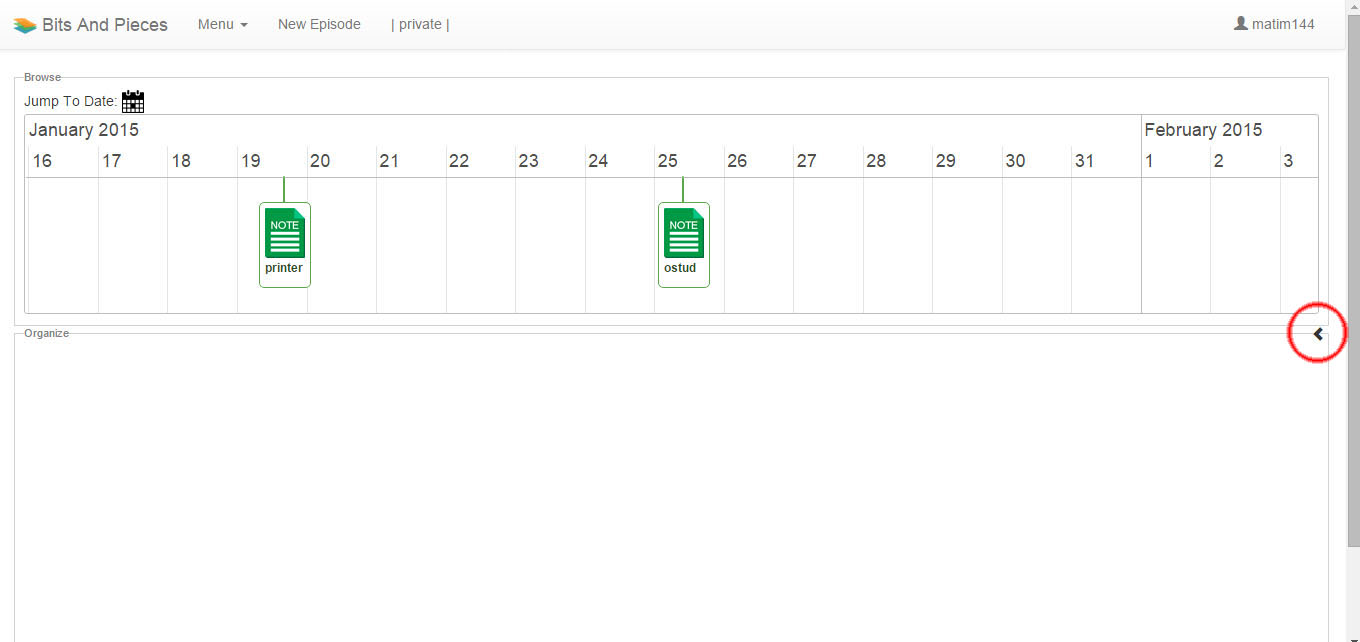 Bits And Pieces Menu New Episode | private | matim144
Browse
Jump To Date:
January 2015 February 2015
16 17 18 19 20 21 22 23 24 25 26 27 28 29 30 31 1 2 3
NOTE NOTE
printer ostud
Organize